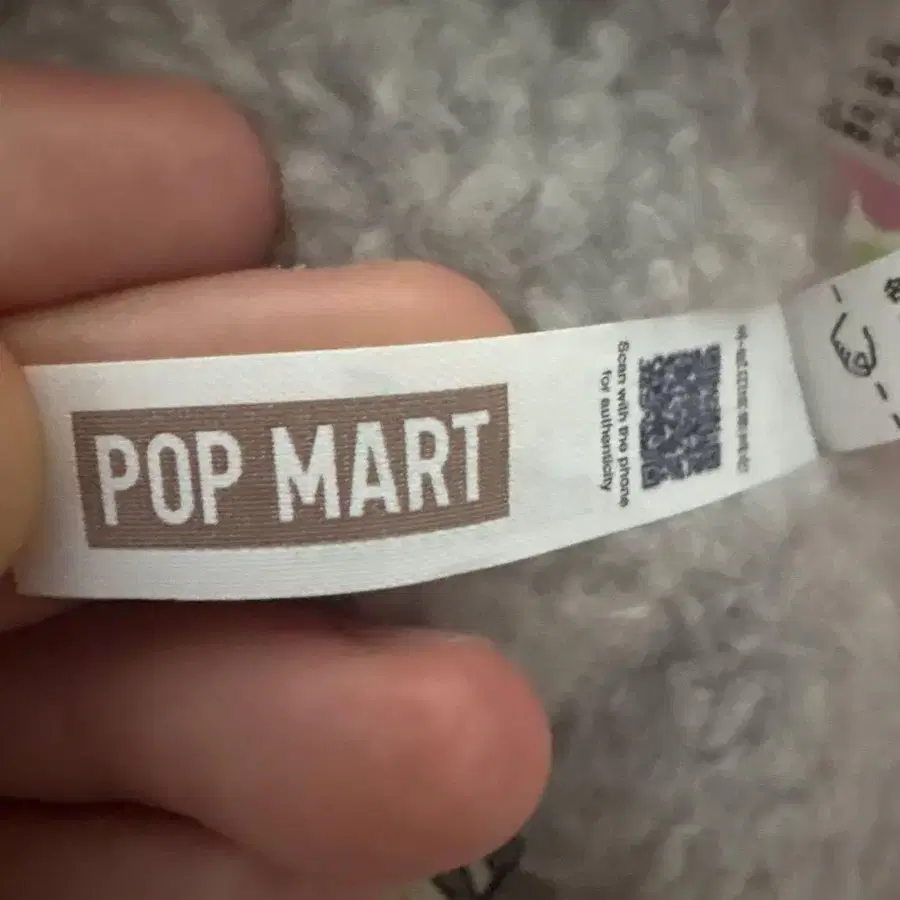 POP MART
Scan with the phone
for authenticity